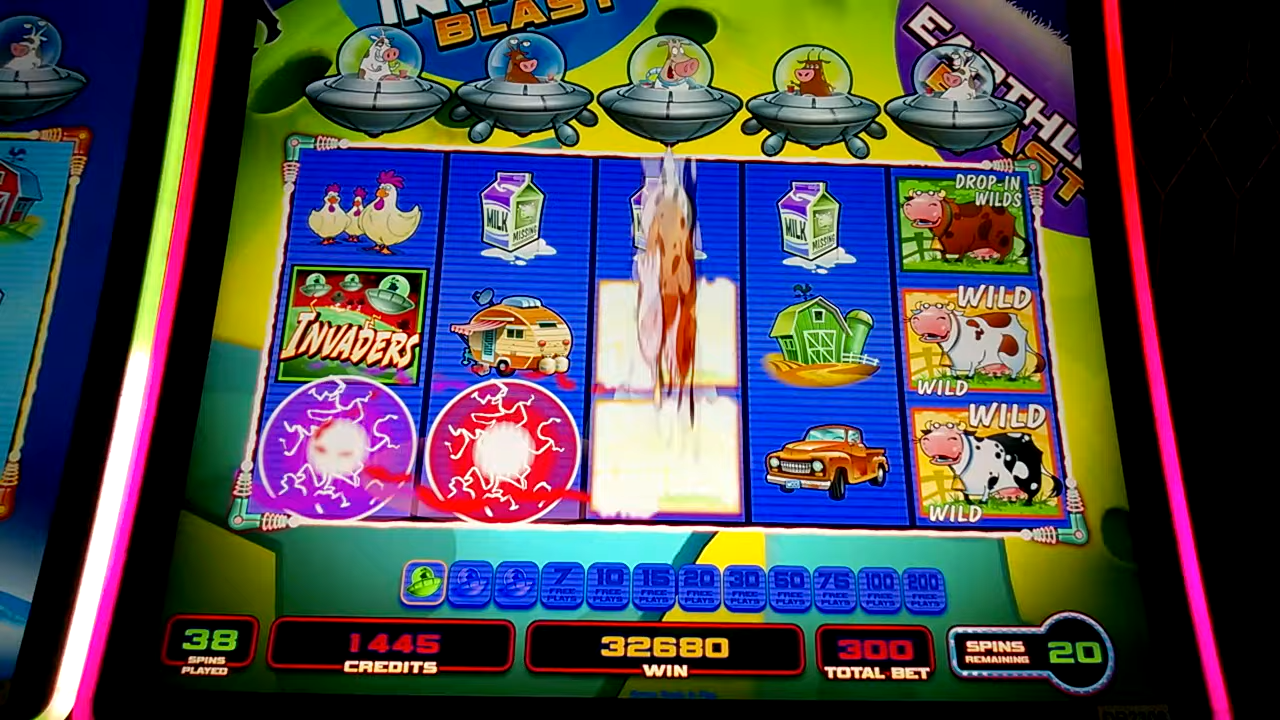 BLAST
EARTHL
AST
DROP-IN
WILDS
MILK
MISSING
MILK
MISSING
INVADERS
WILD
WILD
WILD
WILD
7
FREE
PLAYS
10
FREE
PLAYS
15
FREE
PLAYS
20
FREE
PLAYS
30
FREE
PLAYS
50
FREE
PLAYS
75
FREE
PLAYS
100
FREE
PLAYS
200
FREE
PLAYS
38
SPINS
PLAYED
1445
CREDITS
32680
WIN
300
TOTAL BET
SPINS
REMAINING
20